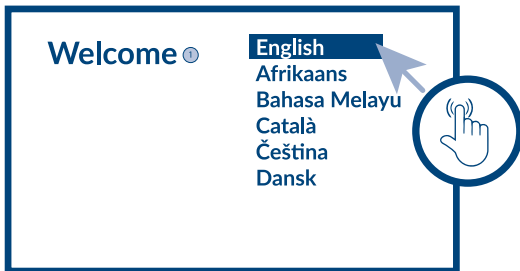 Welcome 1
English
Afrikaans
Bahasa Melayu
Català
Čeština
Dansk